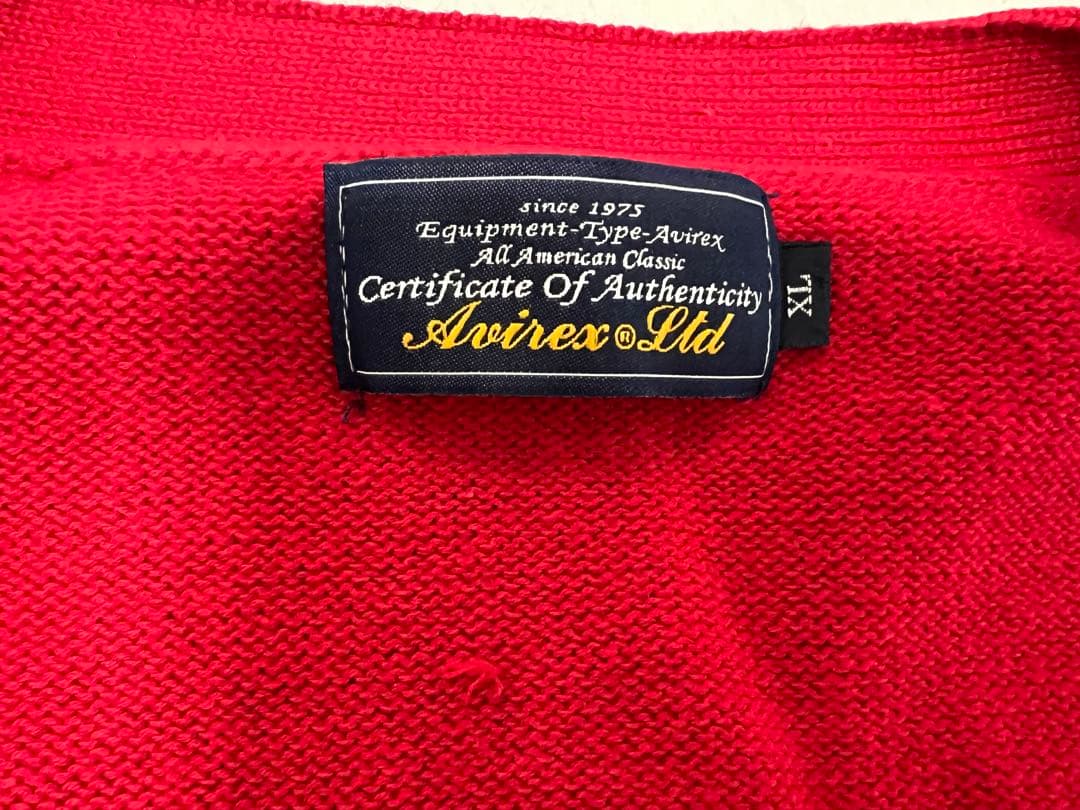 since 1975
Equipment-Type-Avirex
All American Classic
Certificate Of Authenticity
Avirex ® Ltd
XL